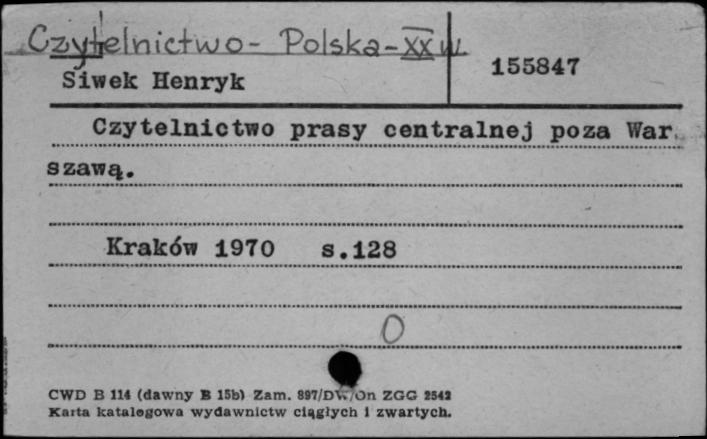 Czytelnictwo - Polska - XX w.
Siwek Henryk
155847
Czytelnictwo prasy centralnej poza War
szawą.
Kraków 1970 s.128
O
CWD B 114 (dawny B 15b) Zam. 897/DW/On ZGG 2542
Karta katalogowa wydawnictw ciągłych i zwartych.